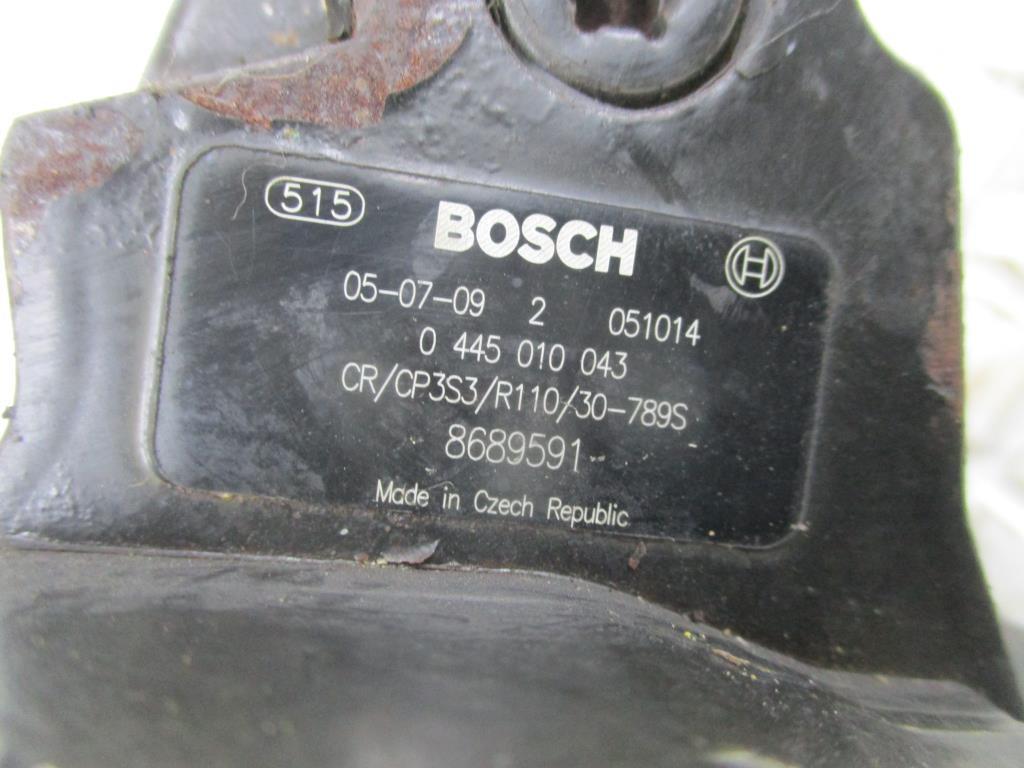 515
BOSCH
05-07-09 2 051014
0 445 010 043
CR/CP3S3/R110/30-789S
8689591
Made in Czech Republic